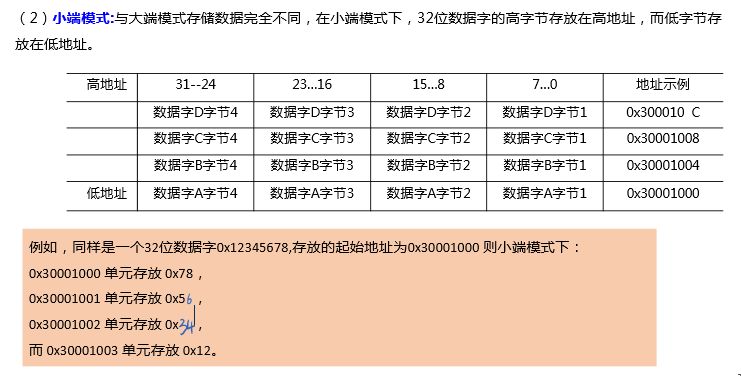 （2）小端模式:与大端模式存储数据完全不同，在小端模式下，32位数据字的高字节存放在高地址，而低字节存
放在低地址。
高地址 31--24 23...16 15...8 7...0 地址示例
数据字D字节4 数据字D字节3 数据字D字节2 数据字D字节1 0x300010 C
数据字C字节4 数据字C字节3 数据字C字节2 数据字C字节1 0x30001008
数据字B字节4 数据字B字节3 数据字B字节2 数据字B字节1 0x30001004
低地址 数据字A字节4 数据字A字节3 数据字A字节2 数据字A字节1 0x30001000
例如，同样是一个32位数据字0x12345678,存放的起始地址为0x30001000 则小端模式下：
0x30001000 单元存放 0x78，
0x30001001 单元存放 0x56，
0x30001002 单元存放 0x34，
而 0x30001003 单元存放 0x12。